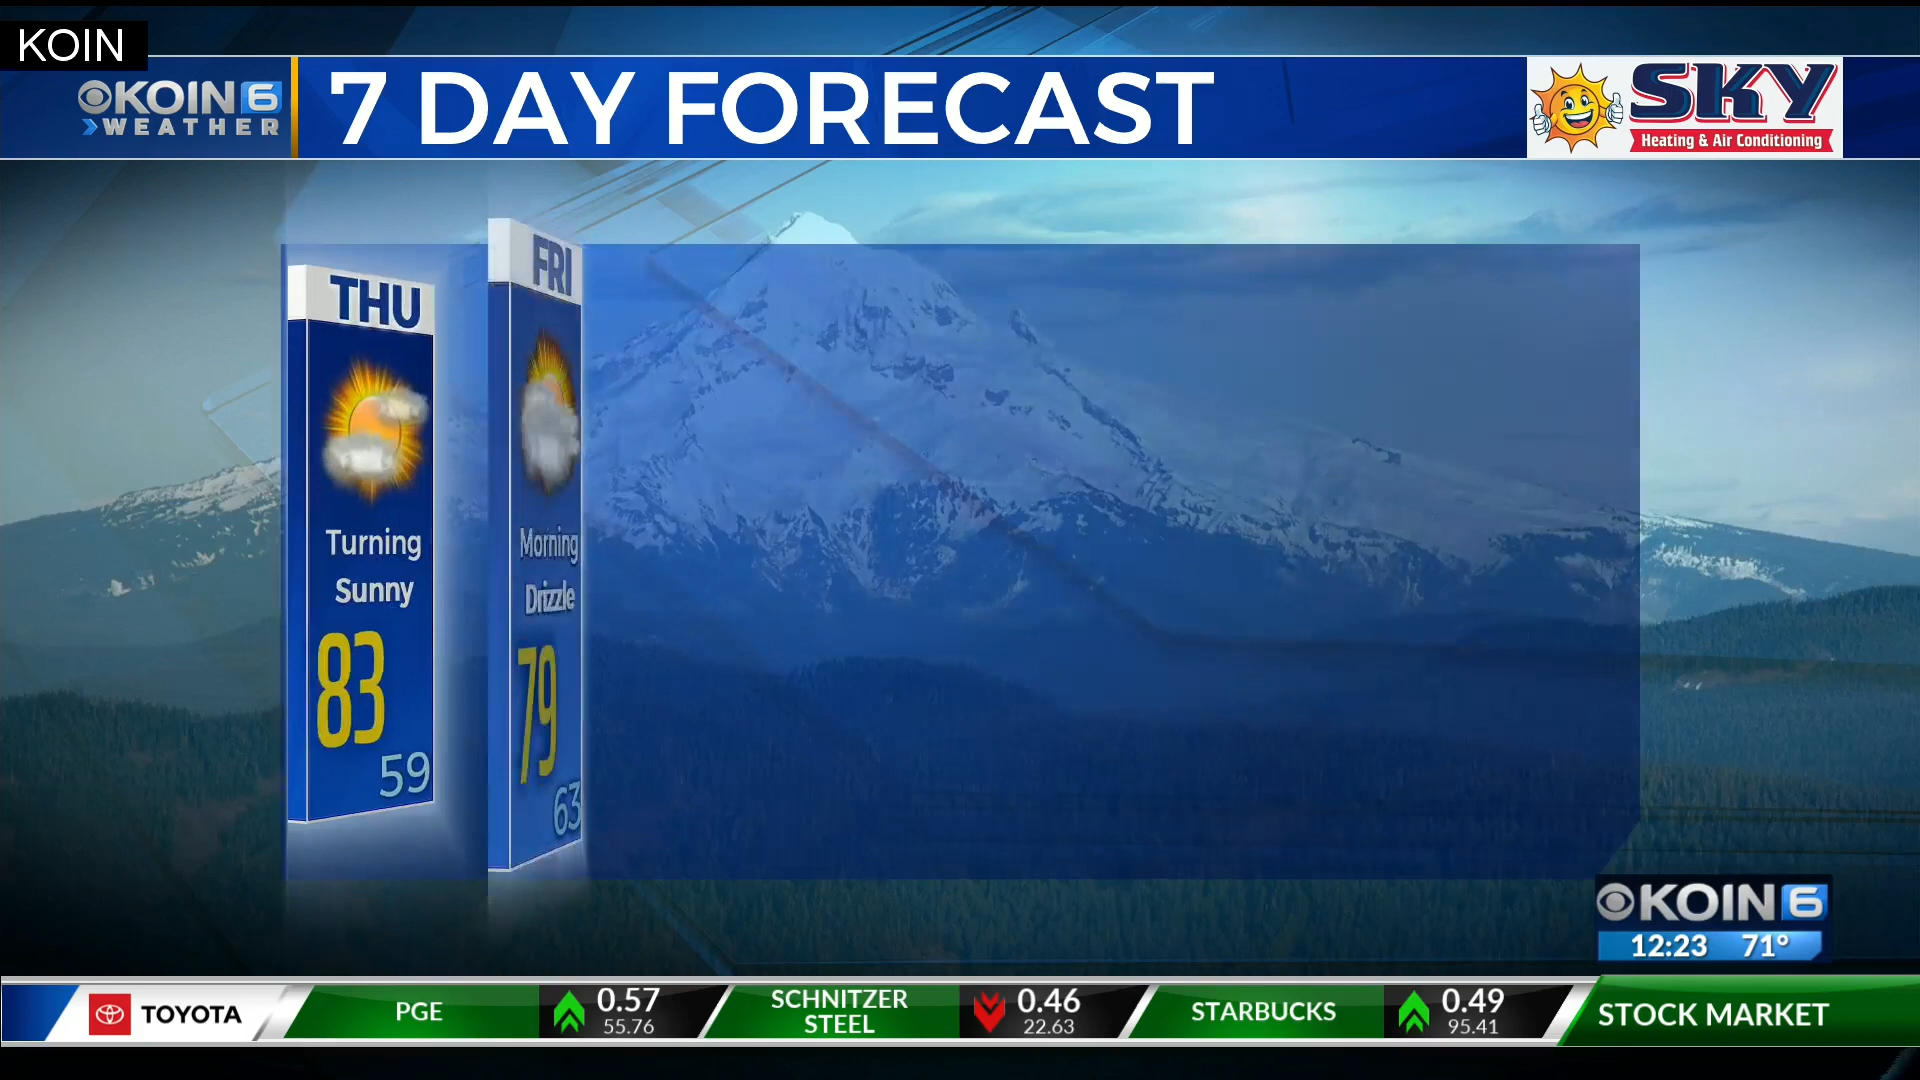 KOIN
KOIN 6
WEATHER
7 DAY FORECAST
SKY
Heating & Air Conditioning
THU
Turning
Sunny
83
59
FRI
Morning
Drizzle
79
63
KOIN 6
12:23 71°
TOYOTA
PGE
0.57
55.76
SCHNITZER
STEEL
0.46
22.63
STARBUCKS
0.49
95.41
STOCK MARKET